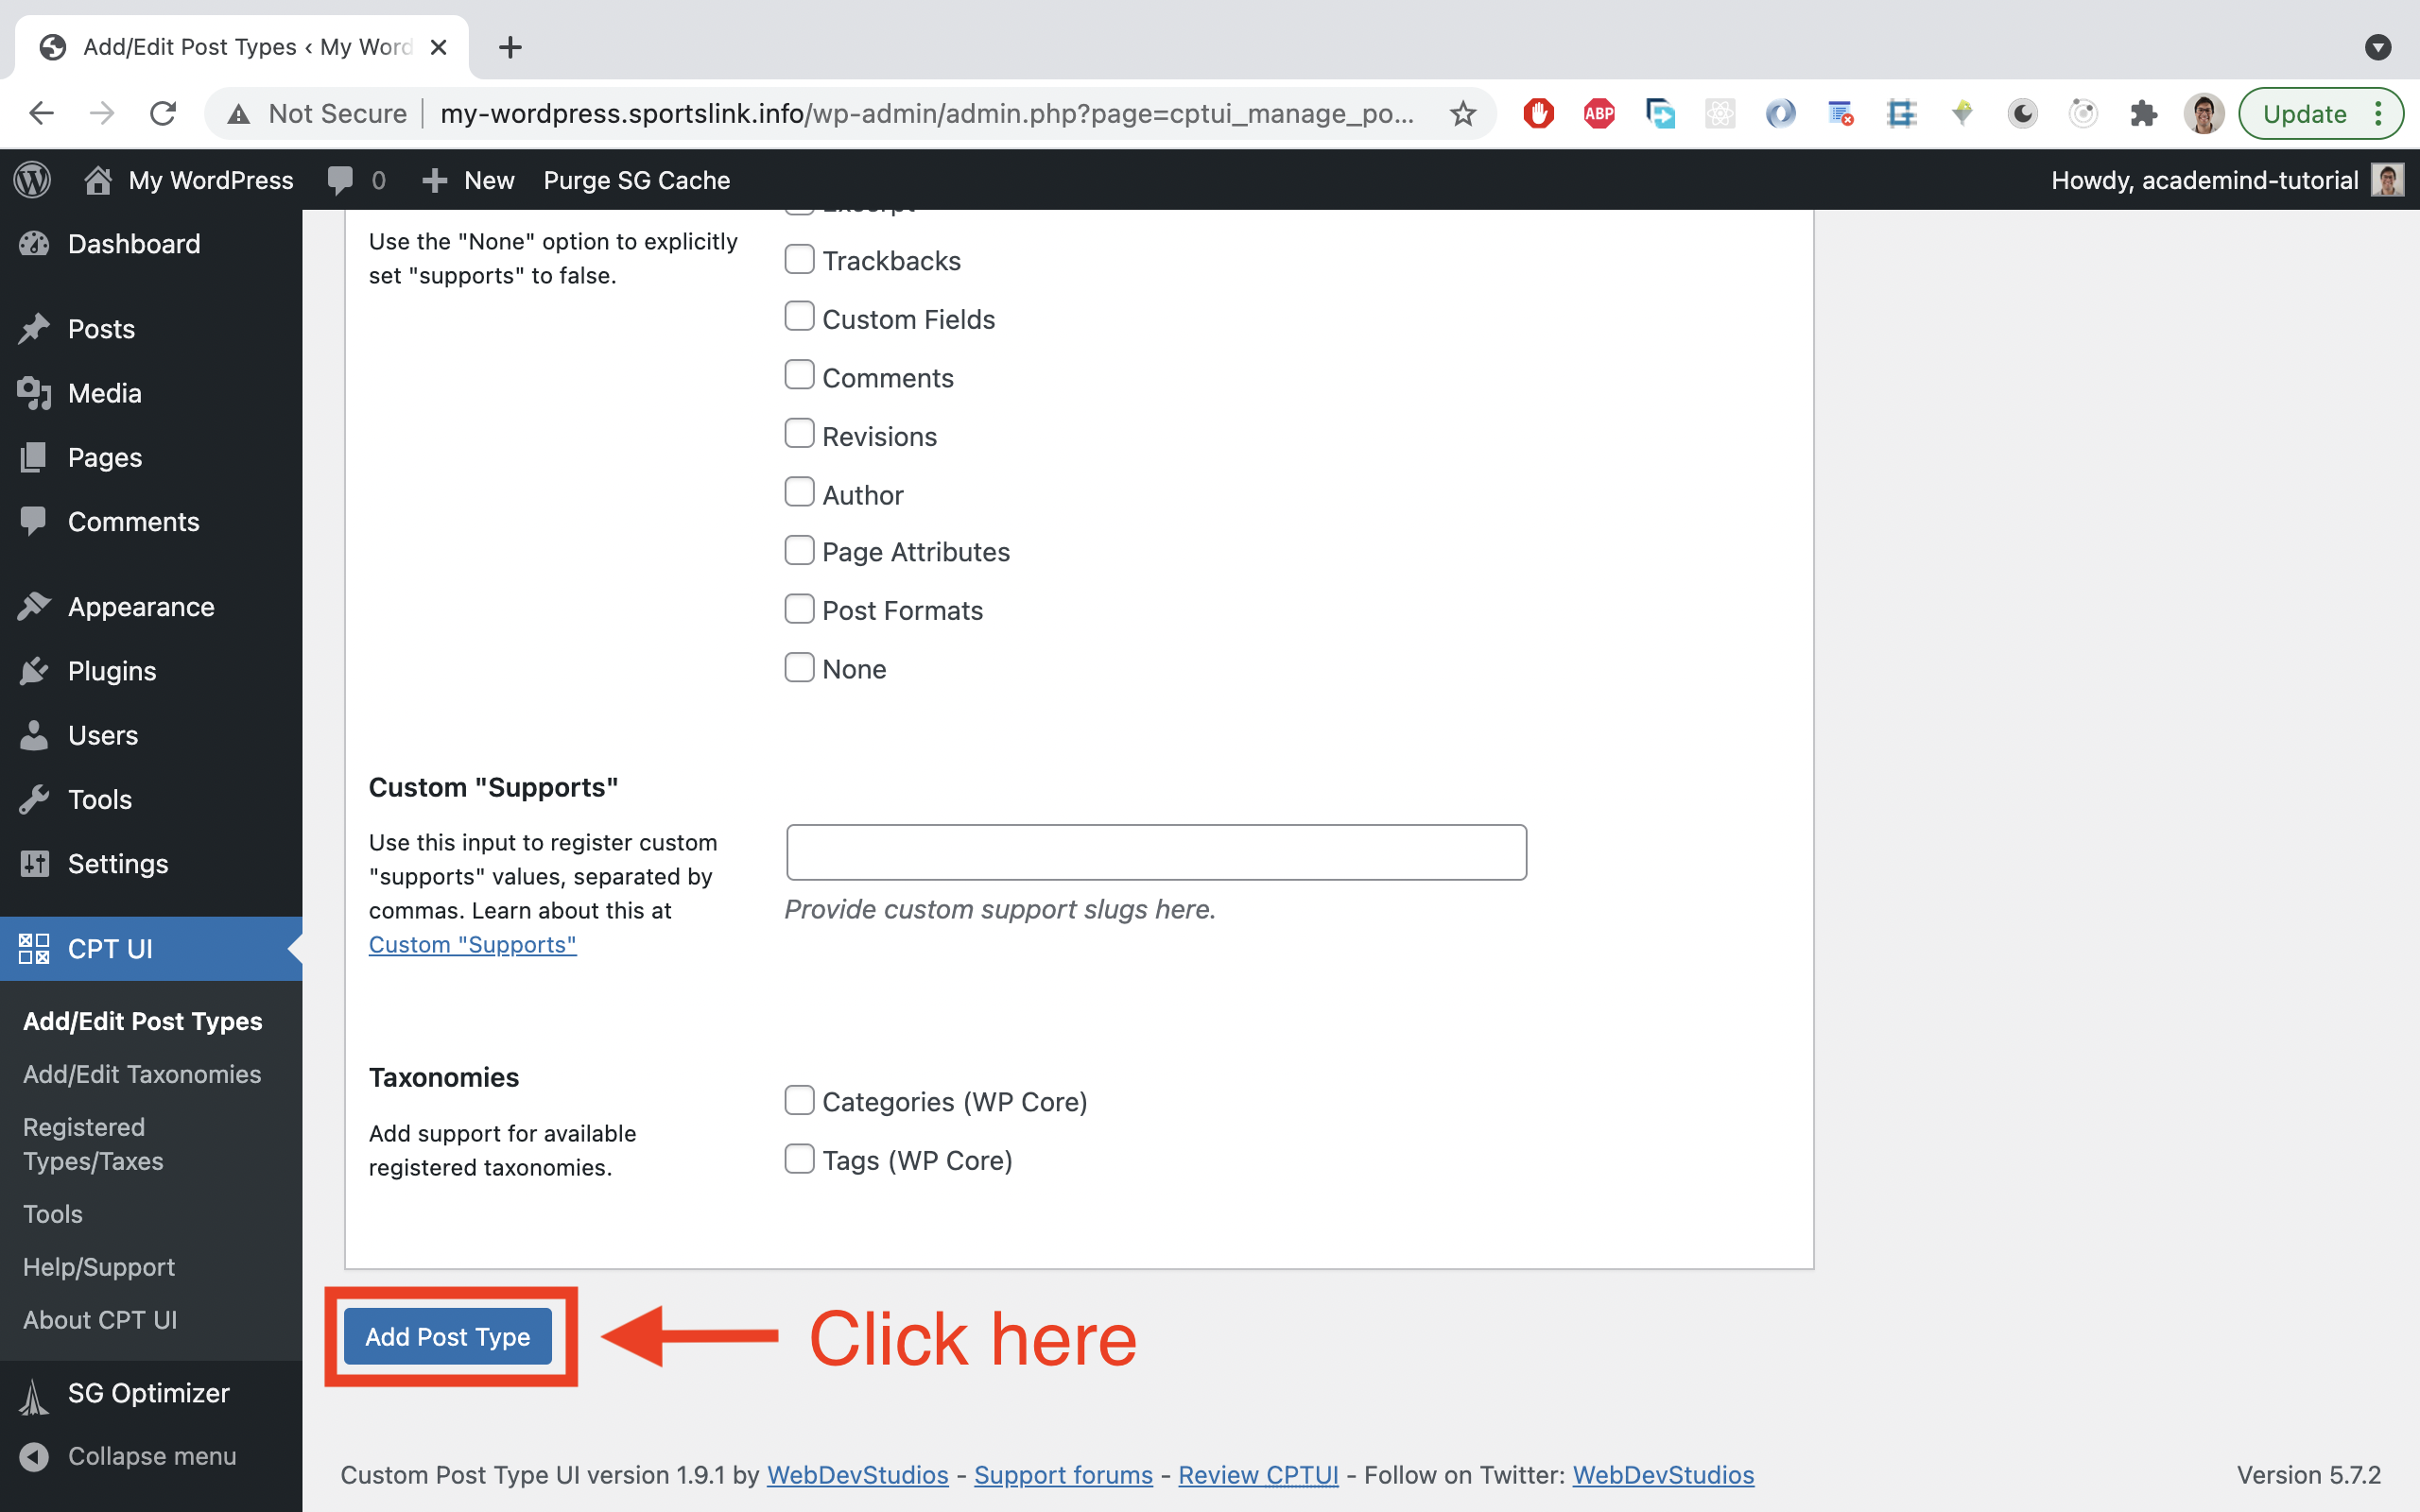 Add/Edit Post Types ‹ My Word
Not Secure
my-wordpress.sportslink.info/wp-admin/admin.php?page=cptui_manage_po...
ABP
Update
My WordPress
0
New
Purge SG Cache
Howdy, academind-tutorial
Dashboard
Posts
Media
Pages
Comments
Appearance
Plugins
Users
Tools
Settings
CPT UI
Add/Edit Post Types
Add/Edit Taxonomies
Registered
Types/Taxes
Tools
Help/Support
About CPT UI
SG Optimizer
Collapse menu
Use the "None" option to explicitly
set "supports" to false.
Excerpt
Trackbacks
Custom Fields
Comments
Revisions
Author
Page Attributes
Post Formats
None
Custom "Supports"
Use this input to register custom
"supports" values, separated by
commas. Learn about this at
Custom "Supports"
Provide custom support slugs here.
Taxonomies
Add support for available
registered taxonomies.
Categories (WP Core)
Tags (WP Core)
Add Post Type
Click here
Custom Post Type UI version 1.9.1 by WebDevStudios - Support forums - Review CPTUI - Follow on Twitter: WebDevStudios
Version 5.7.2